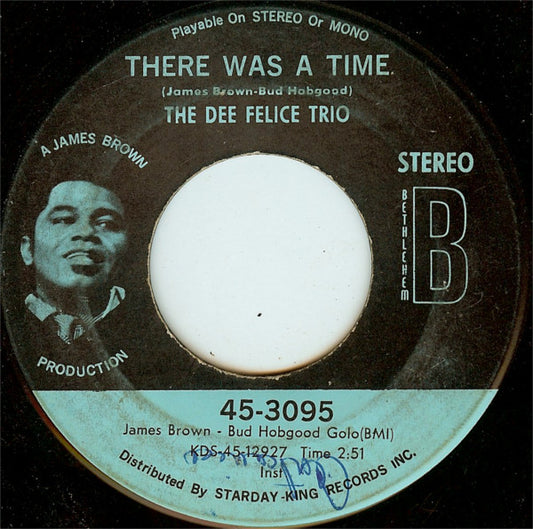 Playable On STEREO Or MONO
THERE WAS A TIME
(James Brown-Bud Hobgood)
THE DEE FELICE TRIO
A JAMES BROWN
PRODUCTION
STEREO
BETHLEHEM
B
45-3095
James Brown - Bud Hobgood Golo(BMI)
KDS-45-12927 Time 2:51
Inst
Distributed By STARDAY-KING RECORDS INC.